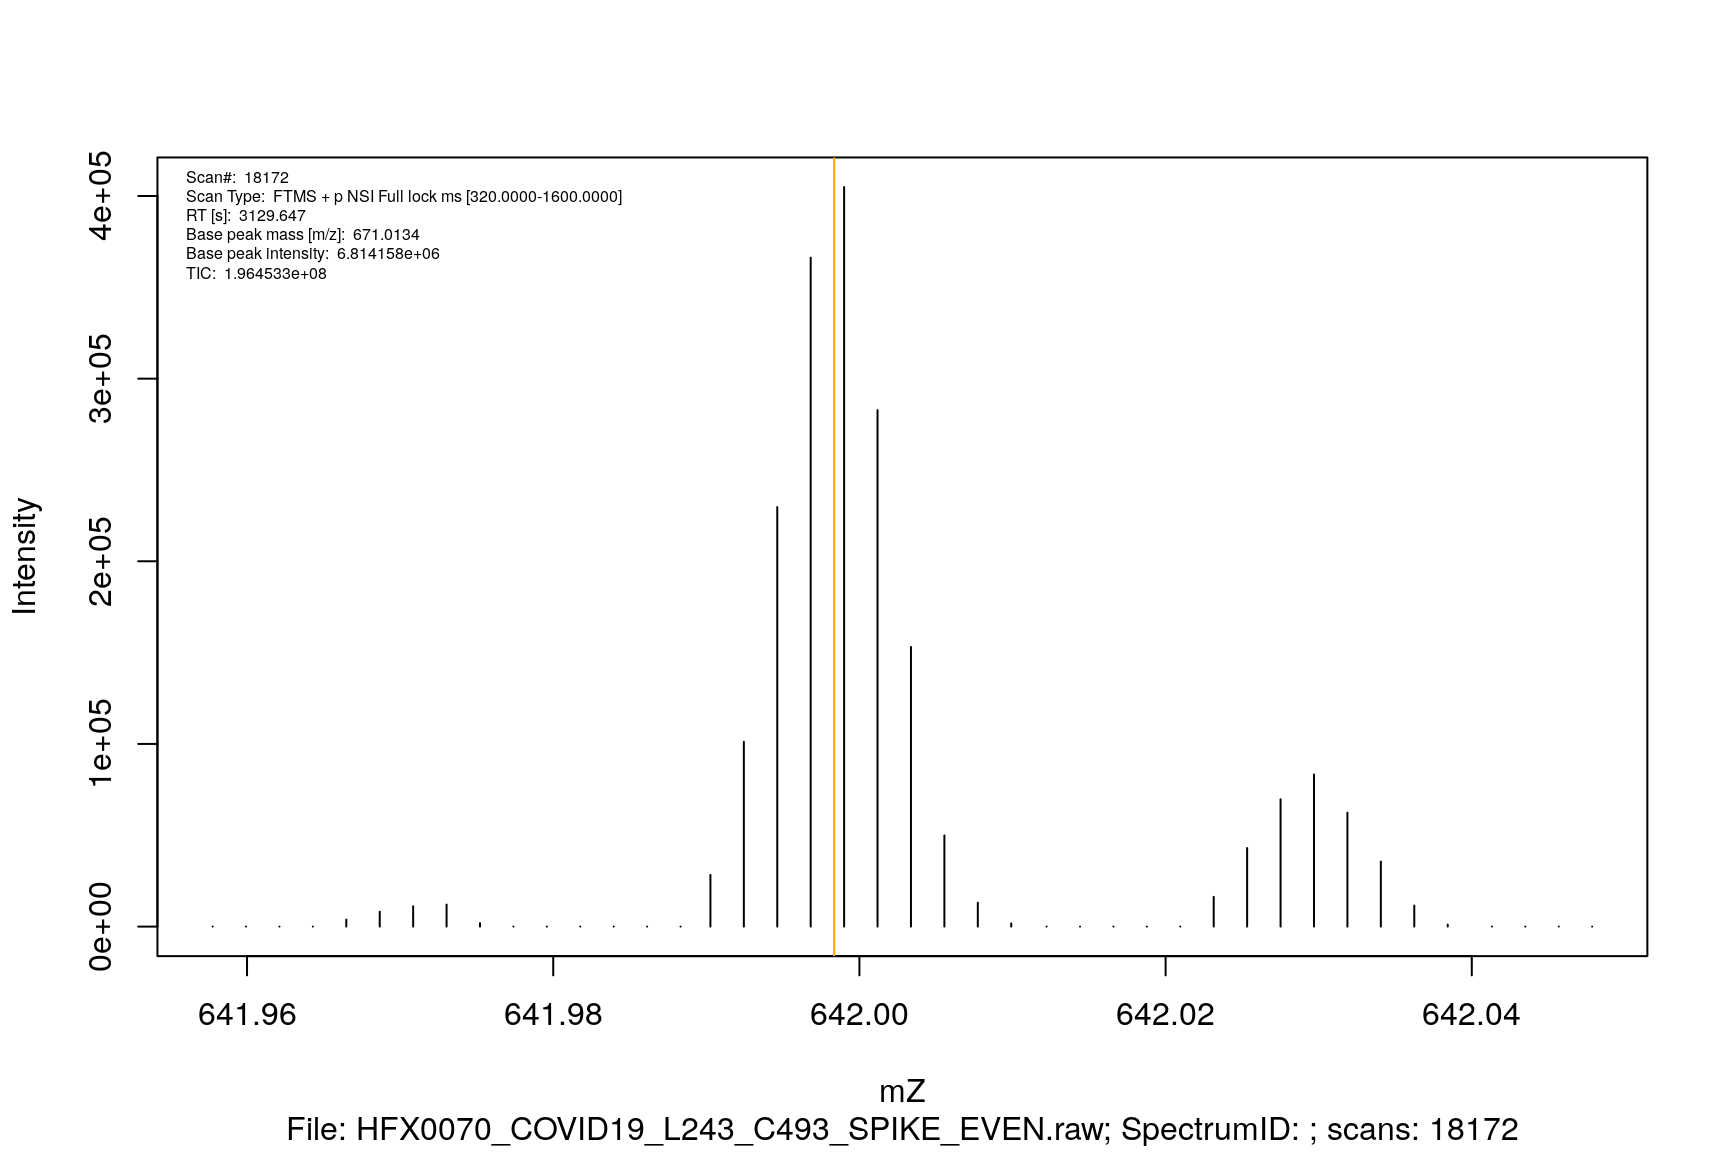 Scan#: 18172
Scan Type: FTMS + p NSI Full lock ms [320.0000-1600.0000]
RT [s]: 3129.647
Base peak mass [m/z]: 671.0134
Base peak intensity: 6.814158e+06
TIC: 1.964533e+08
4e+05
3e+05
2e+05
1e+05
0e+00
Intensity
641.96 641.98 642.00 642.02 642.04
mZ
File: HFX0070_COVID19_L243_C493_SPIKE_EVEN.raw; SpectrumID: ; scans: 18172